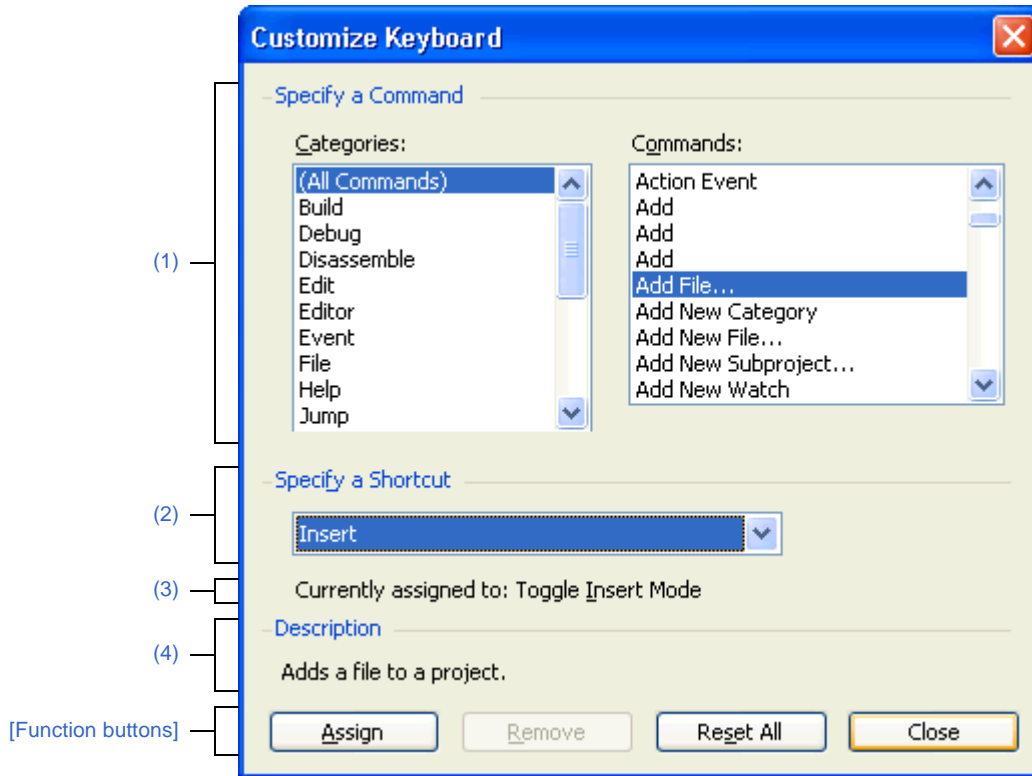 Customize Keyboard
(1)
Specify a Command
Categories:
(All Commands)
Build
Debug
Disassemble
Edit
Editor
Event
File
Help
Jump
Commands:
Action Event
Add
Add
Add
Add File...
Add New Category
Add New File...
Add New Subproject...
Add New Watch
(2)
Specify a Shortcut
Insert
(3)
Currently assigned to: Toggle Insert Mode
(4)
Description
Adds a file to a project.
[Function buttons]
Assign
Remove
Reset All
Close